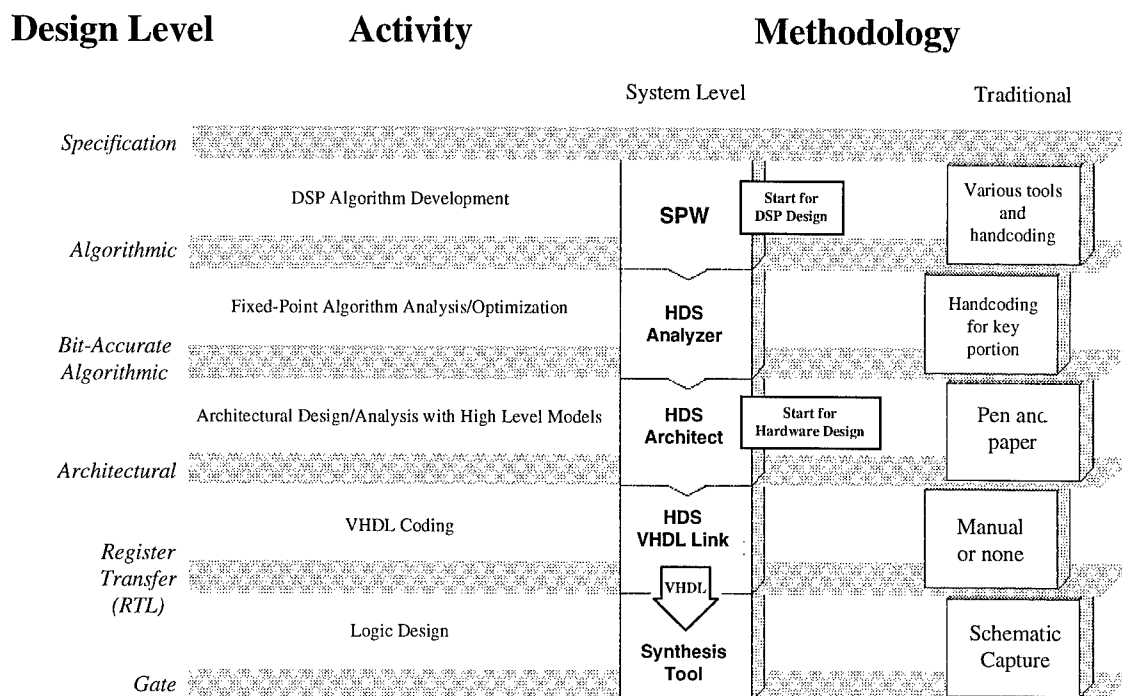 Design Level Activity Methodology
System Level Traditional
Specification
DSP Algorithm Development
SPW
Start for
DSP Design
Various tools
and
handcoding
Algorithmic
Fixed-Point Algorithm Analysis/Optimization
HDS
Analyzer
Handcoding
for key
portion
Bit-Accurate
Algorithmic
Architectural Design/Analysis with High Level Models
HDS
Architect
Start for
Hardware Design
Pen and
paper
Architectural
VHDL Coding
HDS
VHDL Link
Manual
or none
Register
Transfer
(RTL)
VHDL
Logic Design
Synthesis
Tool
Schematic
Capture
Gate